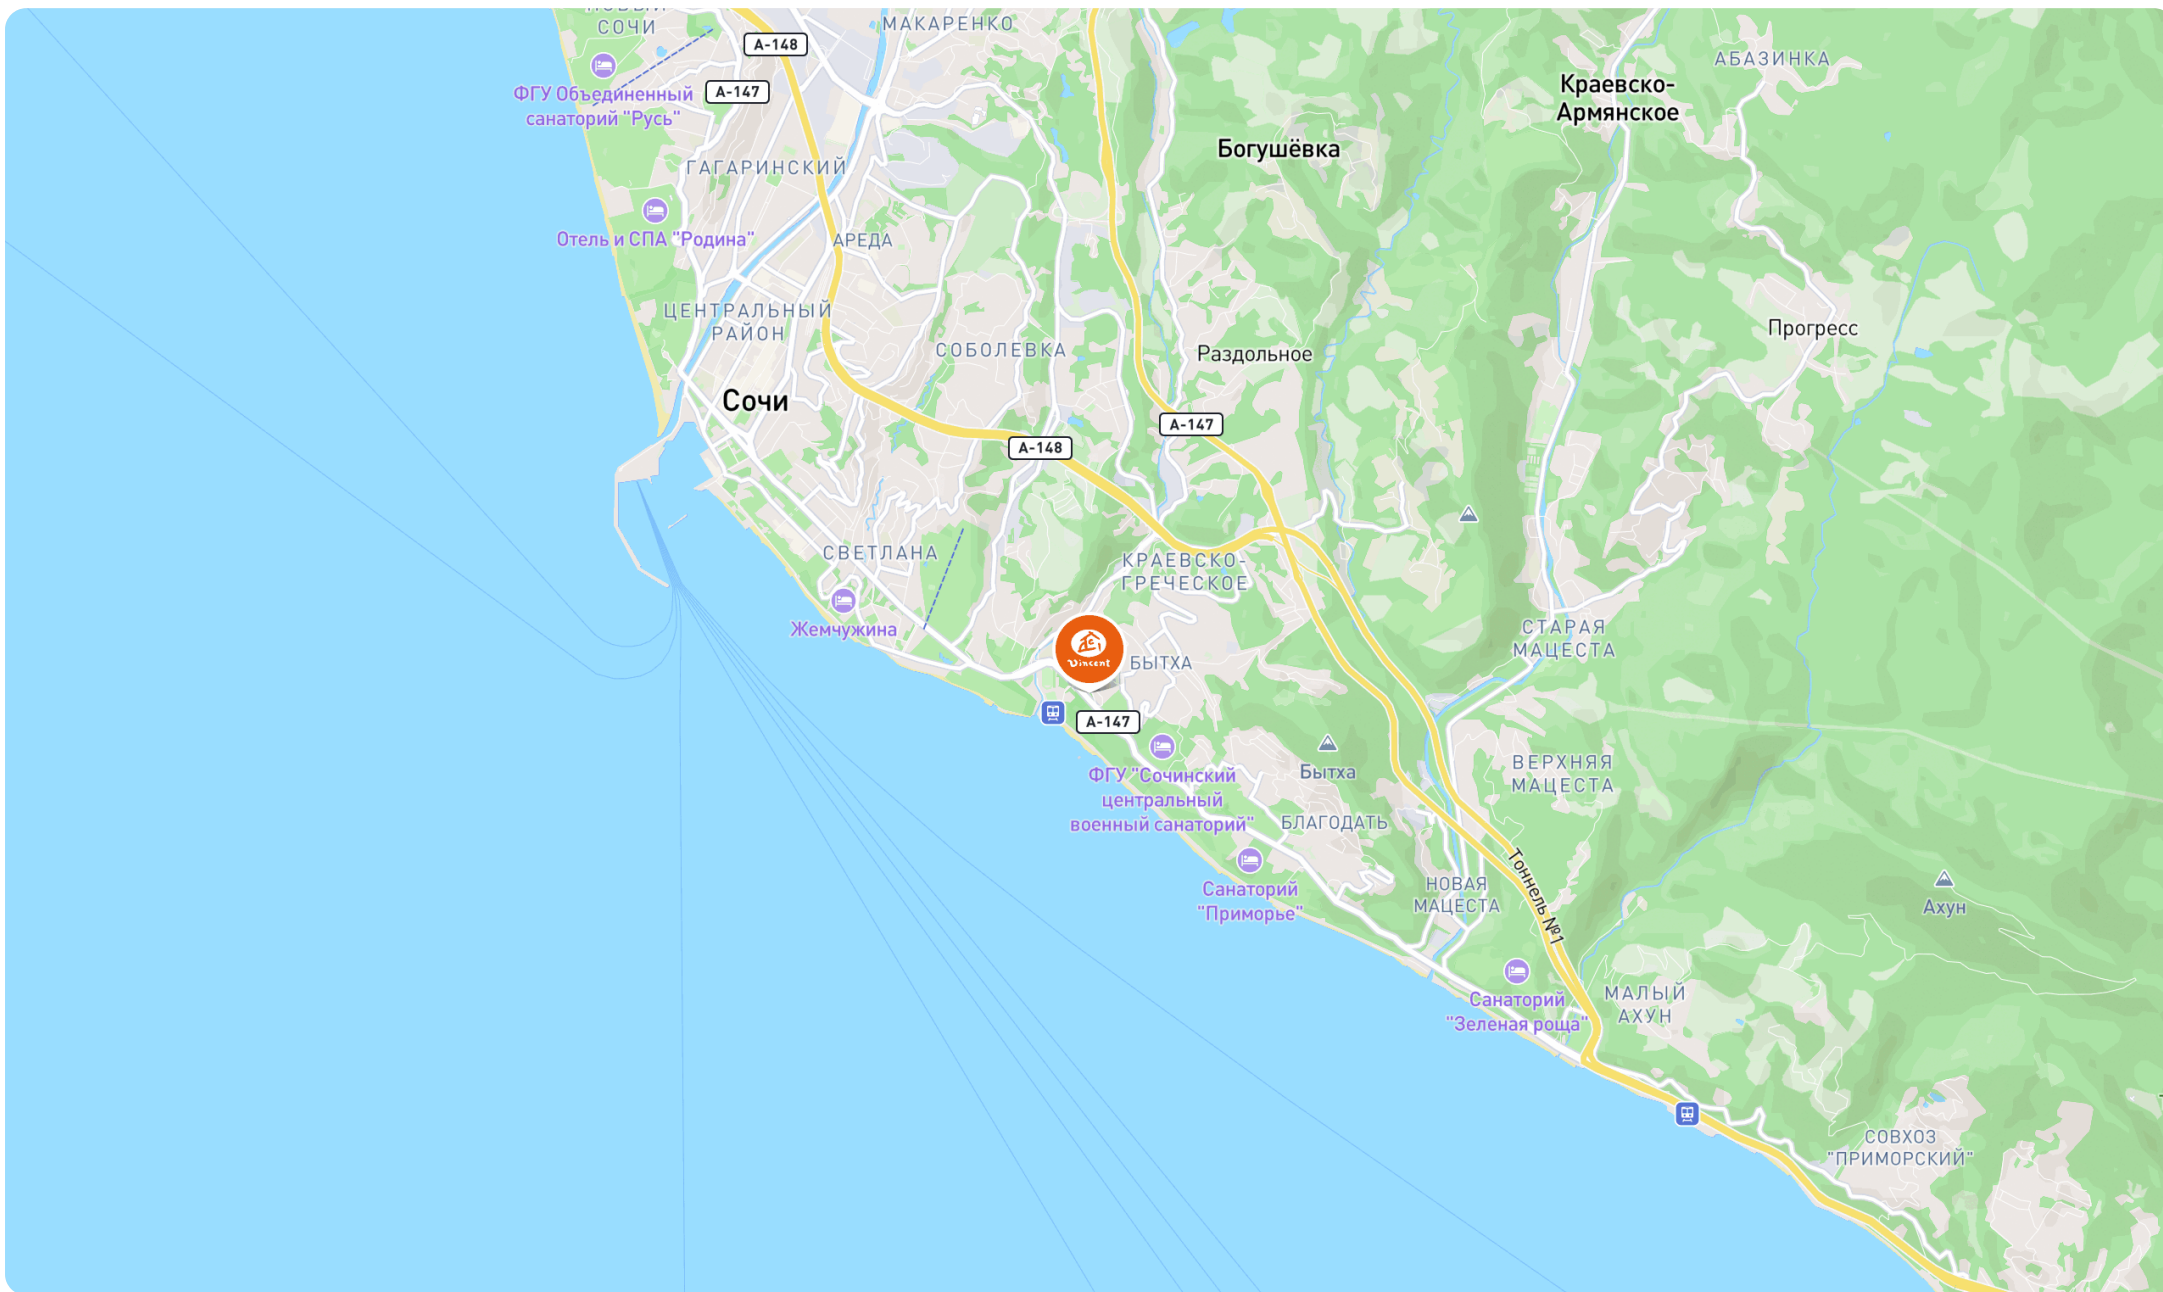 НОВЫЙ
СОЧИ
МАКАРЕНКО
А-148
АБАЗИНКА
ФГУ Объединенный
санаторий "Русь"
А-147
Краевско-
Армянское
Богушёвка
ГАГАРИНСКИЙ
Отель и СПА "Родина"
АРЕДА
ЦЕНТРАЛЬНЫЙ
РАЙОН
Прогресс
СОБОЛЕВКА
Раздольное
Сочи
А-147
А-148
СВЕТЛАНА
КРАЕВСКО-
ГРЕЧЕСКОЕ
Жемчужина
СТАРАЯ
МАЦЕСТА
Vincent
БЫТХА
А-147
ФГУ "Сочинский
центральный
военный санаторий"
Бытха
ВЕРХНЯЯ
МАЦЕСТА
БЛАГОДАТЬ
Санаторий
"Приморье"
НОВАЯ
МАЦЕСТА
Тоннель №1
Ахун
Санаторий
"Зеленая роща"
МАЛЫЙ
АХУН
СОВХОЗ
"ПРИМОРСКИЙ"